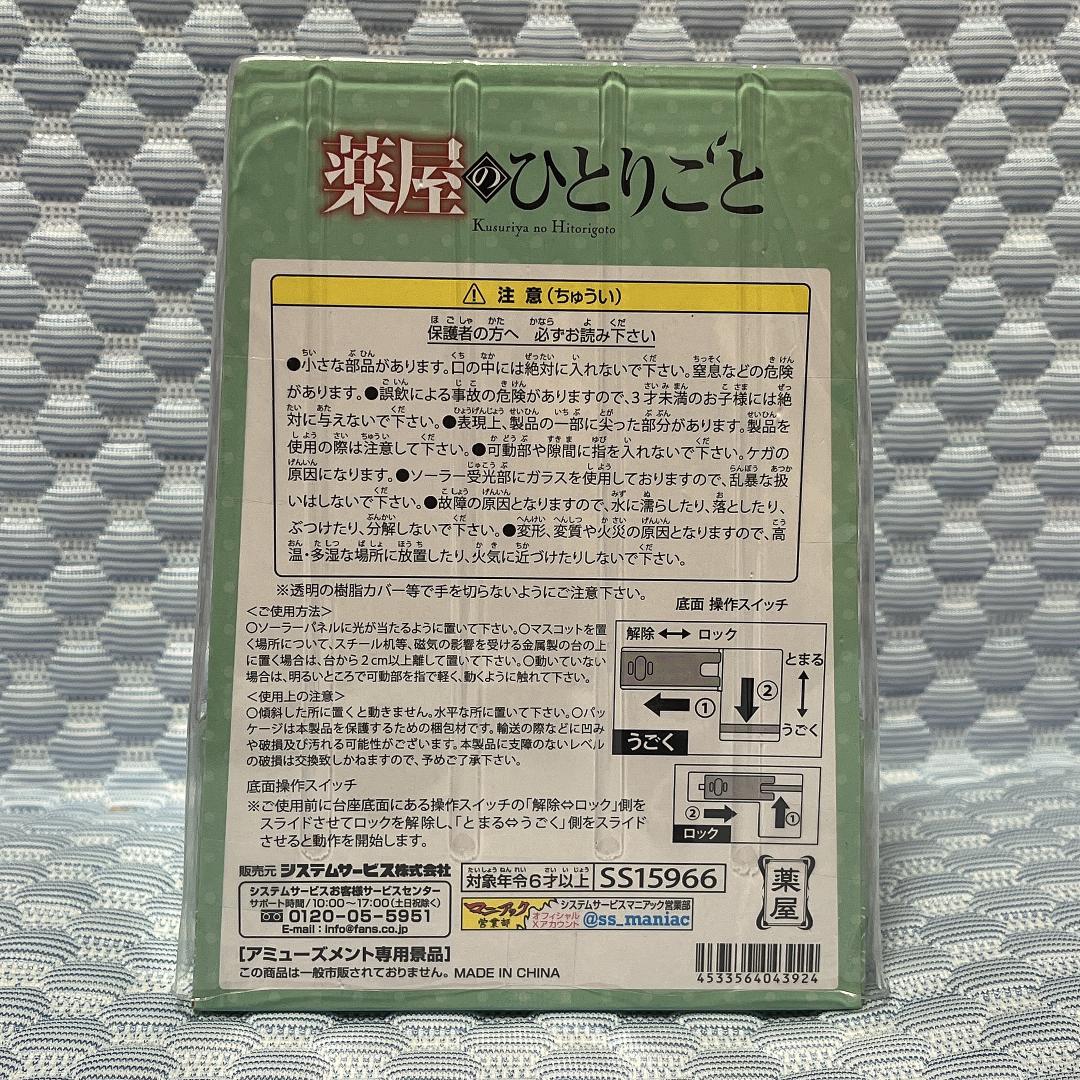 薬屋のひとりごと
Kusuriya no Hitorigoto
⚠ 注意(ちゅうい)
保護者の方へ 必ずお読み下さい
●小さな部品があります。口の中には絶対に入れないで下さい。窒息などの危険
があります。●誤飲による事故の危険がありますので、3才未満のお子様には絶
対に与えないで下さい。●表現上、製品の一部に尖った部分があります。製品を
使用の際は注意して下さい。●可動部や隙間に指を入れないで下さい。ケガの
原因になります。●ソーラー受光部にガラスを使用しておりますので、乱暴な扱
いはしないで下さい。●故障の原因となりますので、水に濡らしたり、落としたり、
ぶつけたり、分解しないで下さい。●変形、変質や火災の原因となりますので、高
温・多湿な場所に放置したり、火気に近づけたりしないで下さい。
※透明の樹脂カバー等で手を切らないようにご注意下さい。
<ご使用方法>
○ソーラーパネルに光が当たるように置いて下さい。○マスコットを置
く場所について、スチール机等、磁気の影響を受ける金属製の台の上
に置く場合は、台から2cm以上離して置いて下さい。○動いていない
場合は、明るいところで可動部を指で軽く、動くように触れて下さい。
<使用上の注意>
○傾斜した所に置くと動きません。水平な所に置いて下さい。○パッ
ケージは本製品を保護するための梱包材です。輸送の際などに凹み
や破損及び汚れる可能性がございます。本製品に支障のないレベル
の破損は交換致しかねますので、予めご了承下さい。
底面操作スイッチ
※ご使用前に台座底面にある操作スイッチの「解除⇔ロック」側を
スライドさせてロックを解除し、「とまる⇔うごく」側をスライド
させると動作を開始します。
底面 操作スイッチ
解除 ⟷ ロック
とまる
②
①
うごく
うごく
②
①
ロック
販売元 システムサービス株式会社
システムサービスお客様サービスセンター
サポート時間/10:00〜17:00(土日祝除く)
0120-05-5951
E-mail:info@fans.co.jp
対象年令6才以上
SS15966
マニアック
営業部
システムサービスマニアック営業部
オフィシャル
Xアカウント
@ss_maniac
薬屋
[アミューズメント専用景品]
この商品は一般市販されておりません。 MADE IN CHINA
4533564043924